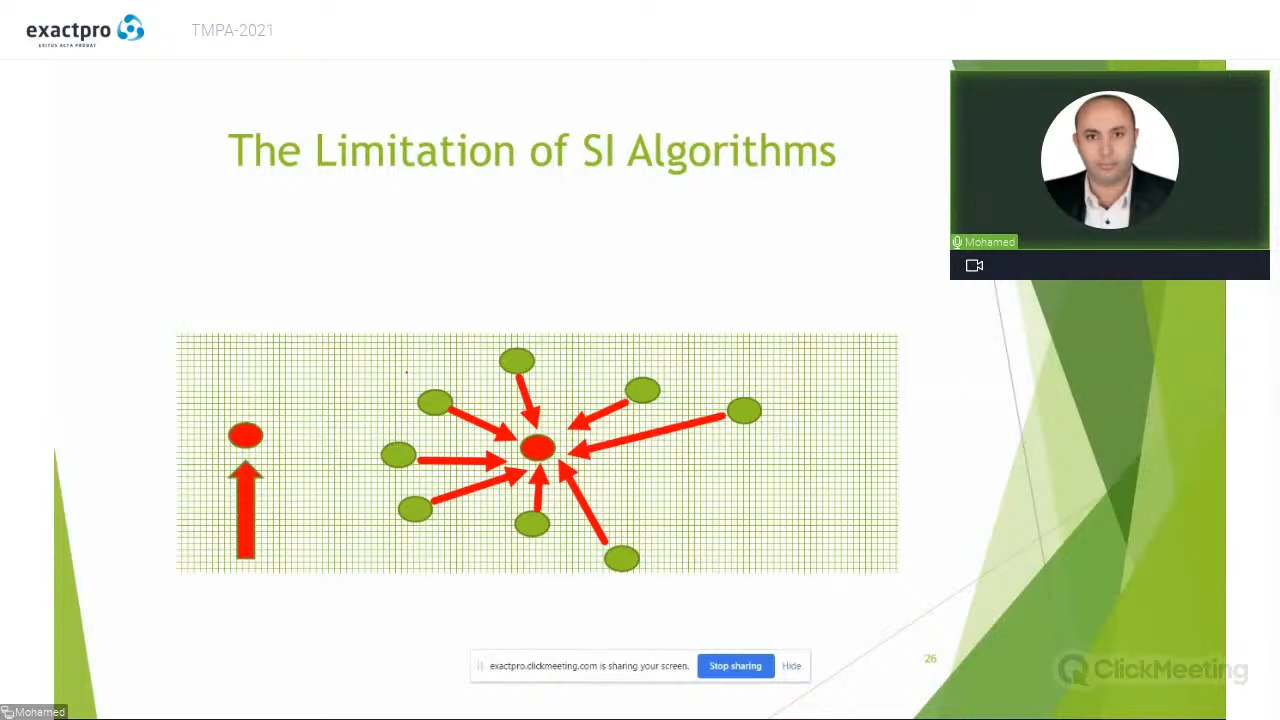 exactpro
EXITUS ACTA PROBAT
TMPA-2021
The Limitation of SI Algorithms
Mohamed
exactpro.clickmeeting.com is sharing your screen.
Stop sharing
Hide
26
ClickMeeting
Mohamed